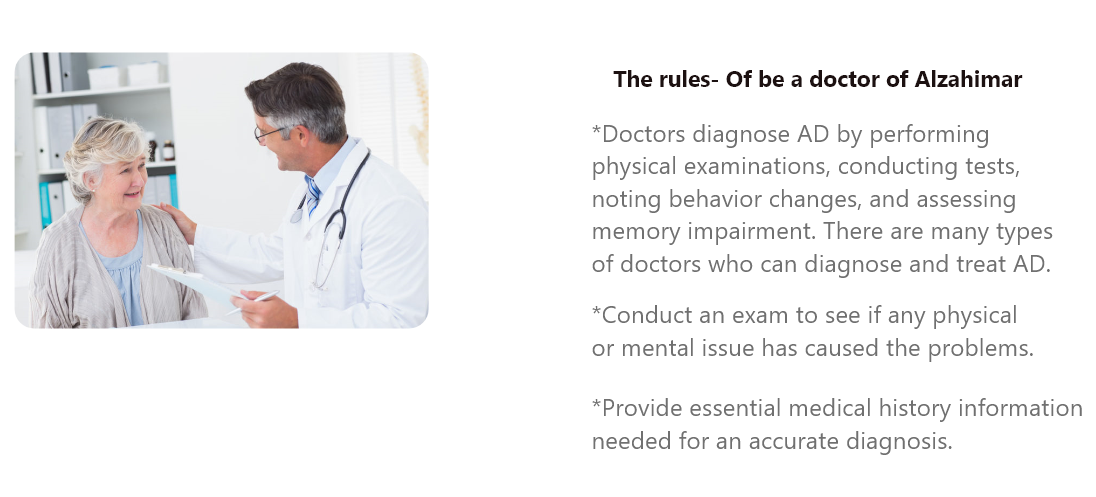 The rules- Of be a doctor of Alzahimar
*Doctors diagnose AD by performing
physical examinations, conducting tests,
noting behavior changes, and assessing
memory impairment. There are many types
of doctors who can diagnose and treat AD.
*Conduct an exam to see if any physical
or mental issue has caused the problems.
*Provide essential medical history information
needed for an accurate diagnosis.